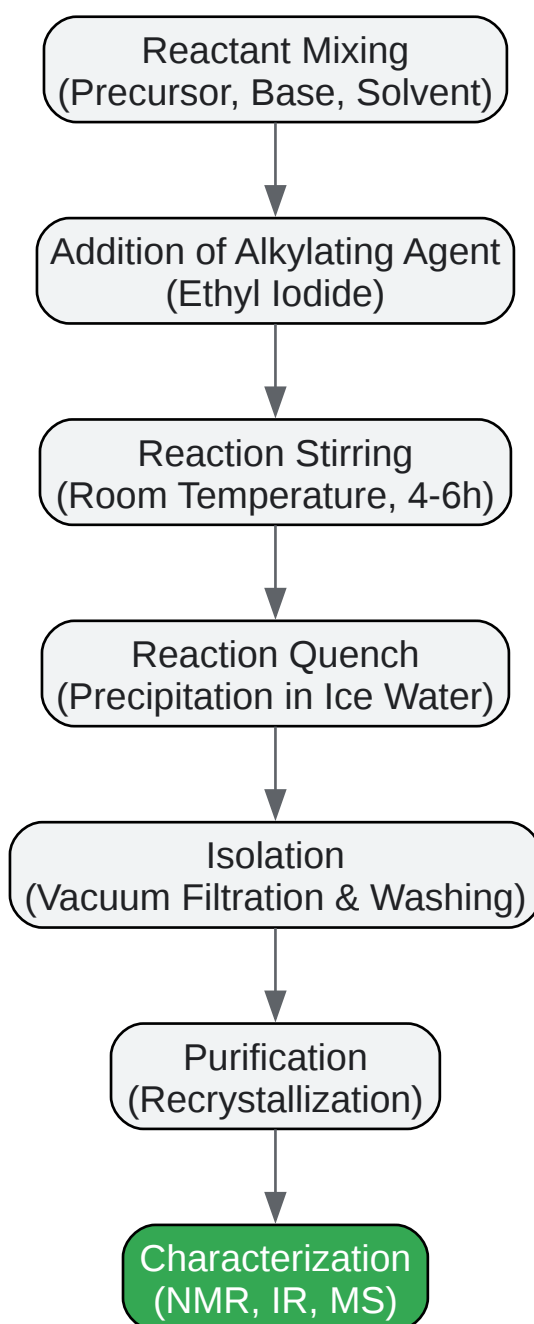 Reactant Mixing
(Precursor, Base, Solvent)
Addition of Alkylating Agent
(Ethyl Iodide)
Reaction Stirring
(Room Temperature, 4-6h)
Reaction Quench
(Precipitation in Ice Water)
Isolation
(Vacuum Filtration & Washing)
Purification
(Recrystallization)
Characterization
(NMR, IR, MS)